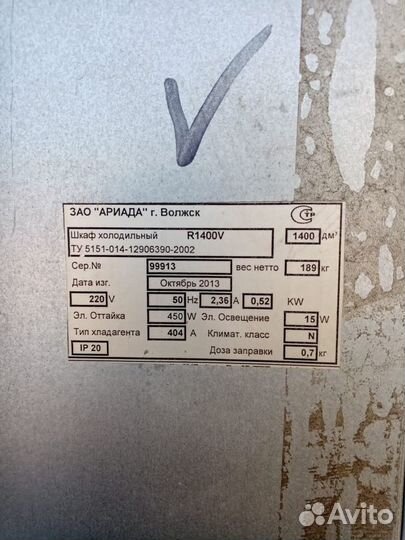 ЗАО "АРИАДА" г. Волжск
СТР
Шкаф холодильный R1400V 1400 дм³
ТУ 5151-014-12906390-2002
Сер.№ 99913 вес нетто 189 кг
Дата изг. Октябрь 2013
220 V 50 Hz 2,36 A 0,52 KW
Эл. Оттайка 450 W Эл. Освещение 15 W
Тип хладагента 404 A Климат. класс N
IP 20 Доза заправки 0,7 кг
Avito